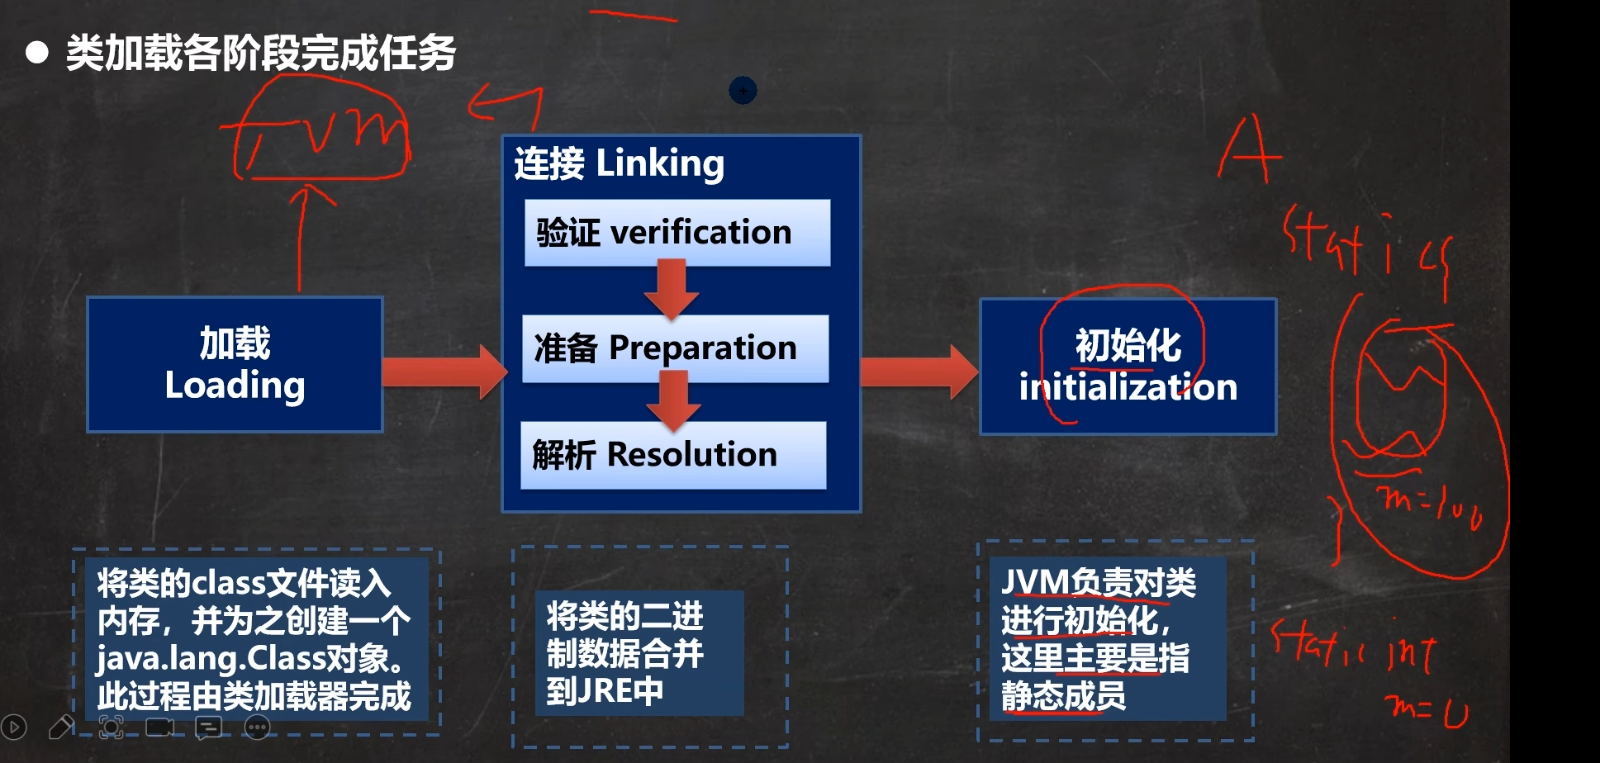 类加载各阶段完成任务
JVM
连接 Linking
验证 verification
准备 Preparation
解析 Resolution
加载
Loading
初始化
initialization
将类的class文件读入
内存，并为之创建一个
java.lang.Class对象。
此过程由类加载器完成
将类的二进
制数据合并
到JRE中
JVM负责对类
进行初始化，
这里主要是指
静态成员
A
static {
m=100
}
static int
m=0